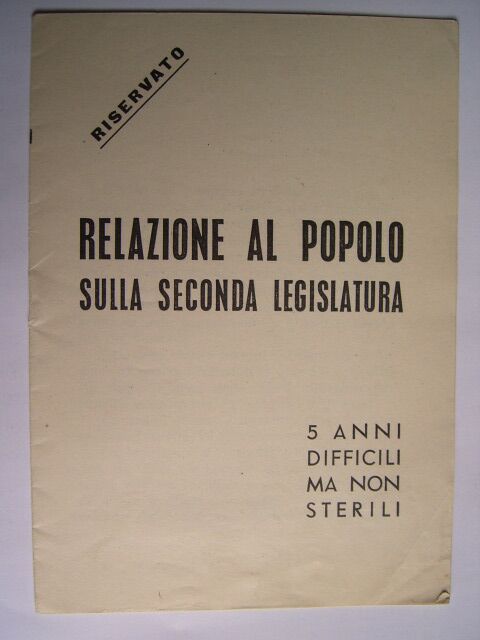 RISERVATO
RELAZIONE AL POPOLO
SULLA SECONDA LEGISLATURA
5 ANNI
DIFFICILI
MA NON
STERILI